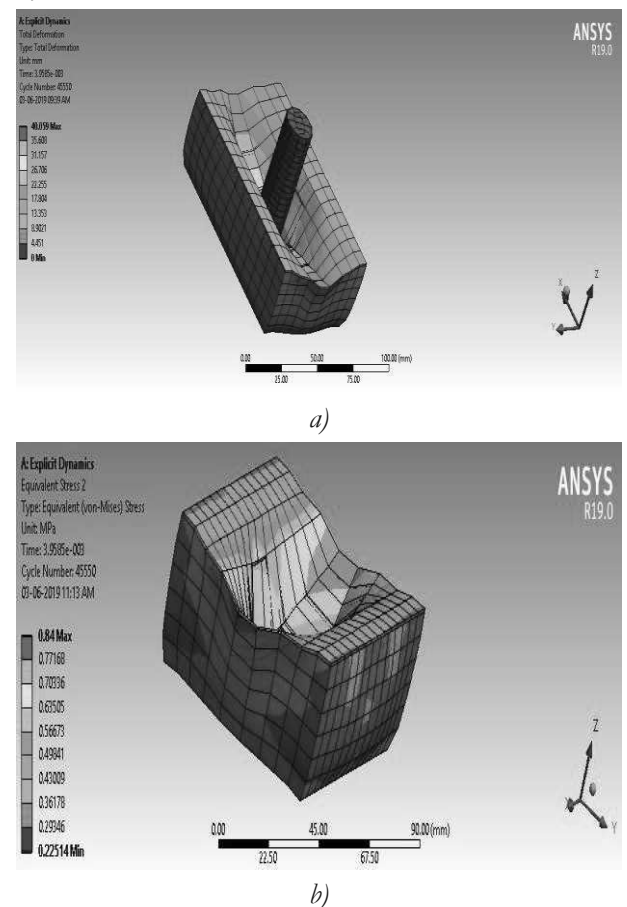 A: Explicit Dynamics
Total Deformation
Type: Total Deformation
Unit: mm
Time: 3.9585e-003
Cycle Number: 45550
03-06-2019 09:39 AM
ANSYS
R19.0
40.059 Max
35.608
31.157
26.706
22.255
17.804
13.353
8.9021
4.451
0 Min
Z
X
Y
0.00 50.00 100.00 (mm)
25.00 75.00
a)
A: Explicit Dynamics
Equivalent Stress 2
Type: Equivalent (von-Mises) Stress
Unit: MPa
Time: 3.9585e-003
Cycle Number: 45550
03-06-2019 11:13 AM
ANSYS
R19.0
0.84 Max
0.77168
0.70336
0.63505
0.56673
0.49841
0.43009
0.36178
0.29346
0.22514 Min
Z
X
Y
0.00 45.00 90.00 (mm)
22.50 67.50
b)